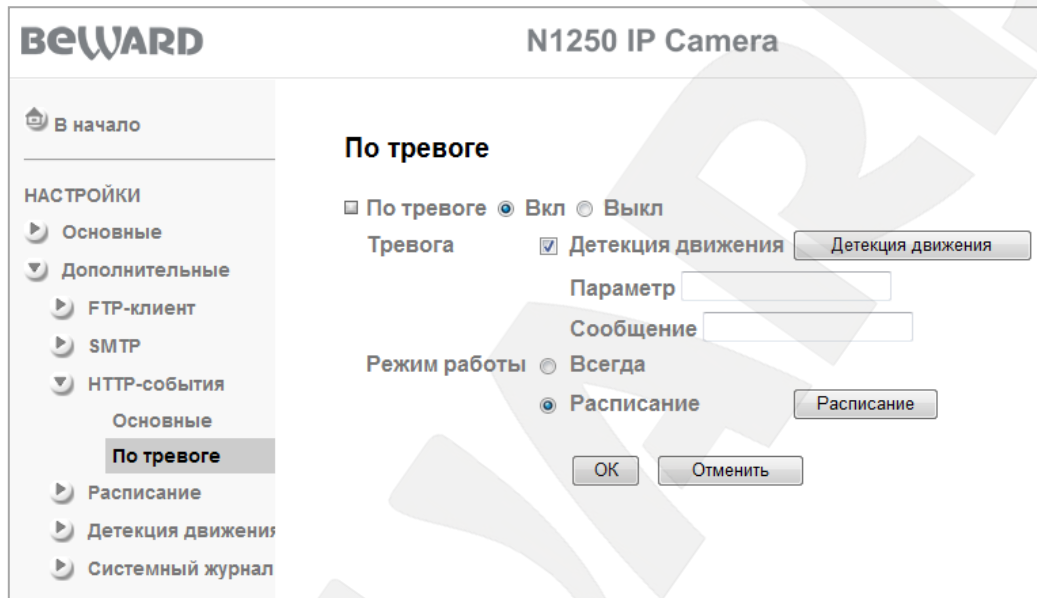 BEWARD
N1250 IP Camera
В начало
НАСТРОЙКИ
Основные
Дополнительные
FTP-клиент
SMTP
HTTP-события
Основные
По тревоге
Расписание
Детекция движения
Системный журнал
По тревоге
По тревоге Вкл Выкл
Тревога Детекция движения Детекция движения
Параметр
Сообщение
Режим работы Всегда
Расписание Расписание
OK Отменить